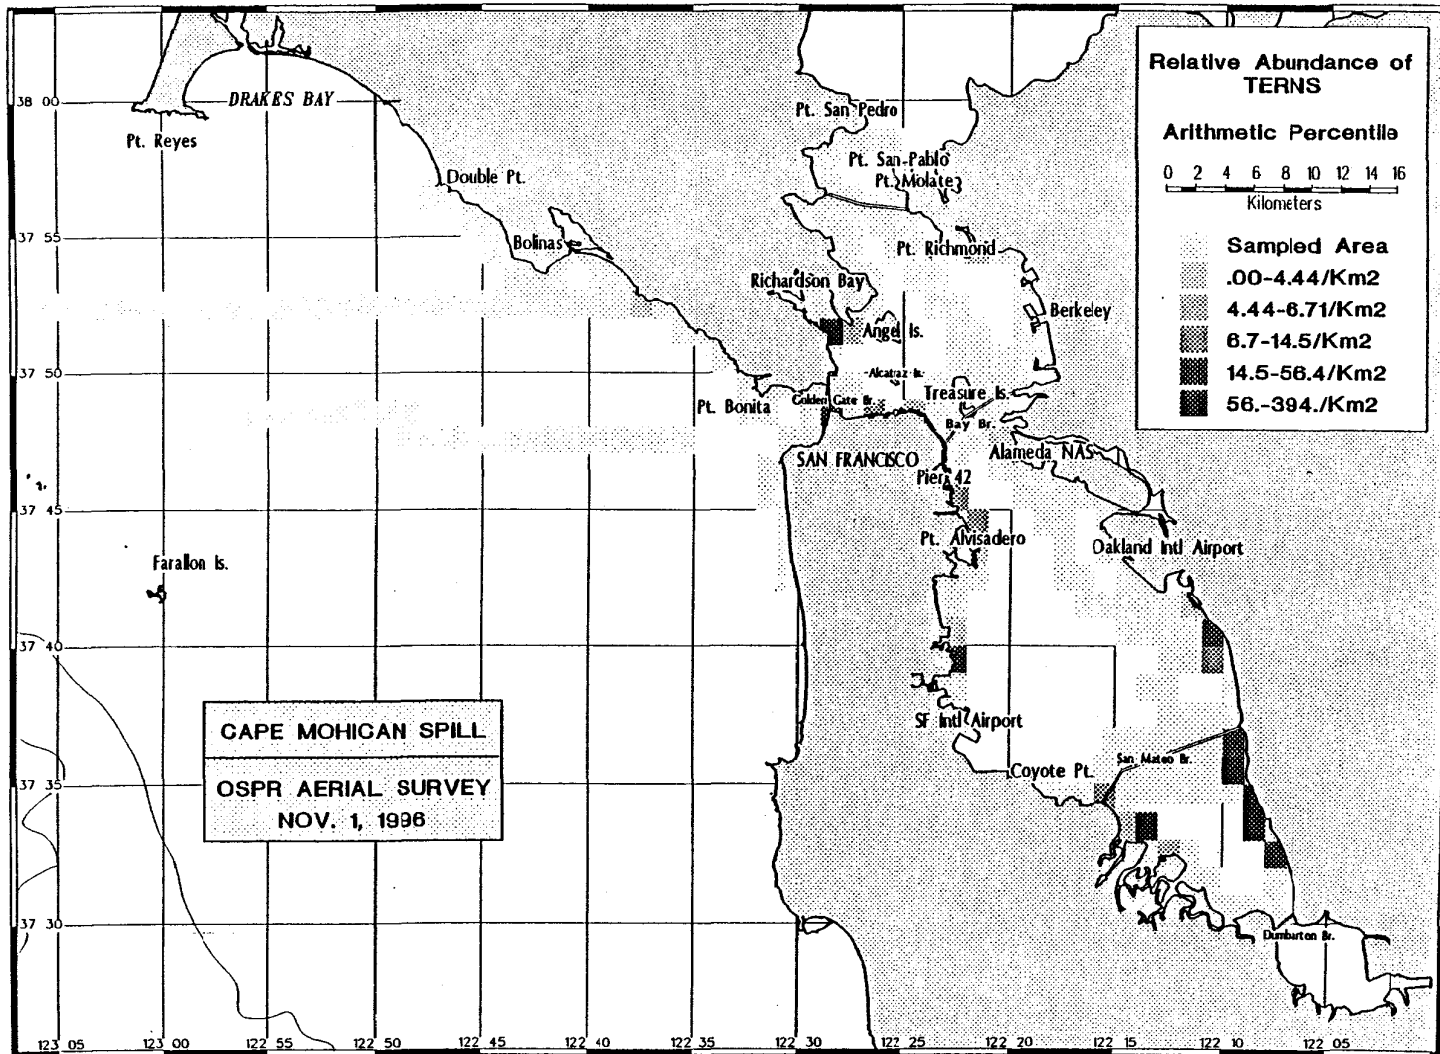 Relative Abundance of
TERNS
Arithmetic Percentile
0 2 4 6 8 10 12 14 16
Kilometers
Sampled Area
.00-4.44/Km2
4.44-6.71/Km2
6.7-14.5/Km2
14.5-56.4/Km2
56.-394./Km2
38 00
DRAKES BAY
Pt. Reyes
Pt. San Pedro
Pt. San Pablo
Pt. Molate
Double Pt.
37 55
Bolinas
Pt. Richmond
Richardson Bay
Berkeley
Angel Is.
37 50
Alcatraz Is.
Pt. Bonita
Golden Gate Br.
Treasure Is.
Bay Br.
SAN FRANCISCO
Alameda NAS
Pier 42
37 45
Pt. Alvisadero
Oakland Intl Airport
Farallon Is.
37 40
SF Intl Airport
CAPE MOHICAN SPILL
OSPR AERIAL SURVEY
NOV. 1, 1996
San Mateo Br.
Coyote Pt.
37 35
37 30
Dumbarton Br.
123 05 123 00 122 55 122 50 122 45 122 40 122 35 122 30 122 25 122 20 122 15 122 10 122 05